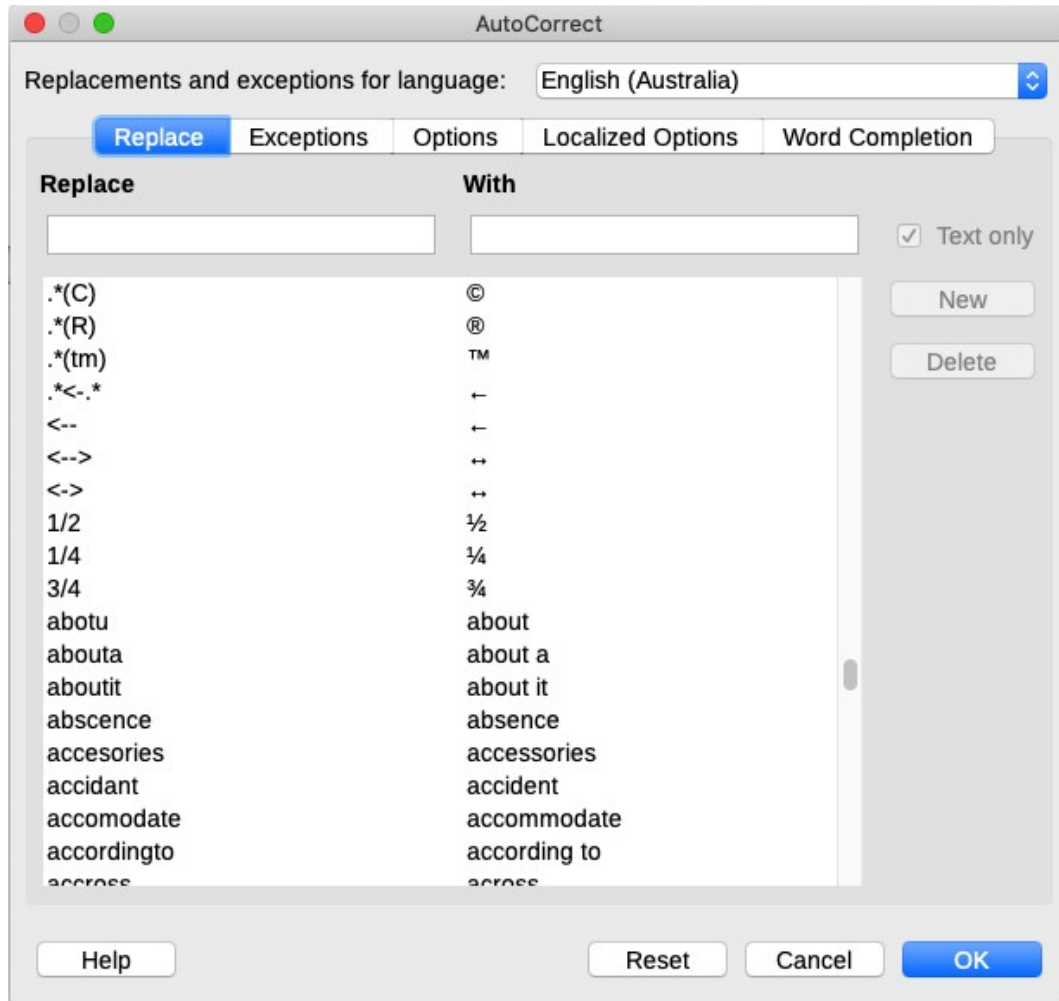 AutoCorrect
Replacements and exceptions for language: English (Australia)
Replace Exceptions Options Localized Options Word Completion
Replace With
Text only
.*(C) ©
.*(R) ®
.*(tm) ™
.*<-.* ←
<-- ←
<--> ↔
<-> ↔
1/2 ½
1/4 ¼
3/4 ¾
abotu about
abouta about a
aboutit about it
abscence absence
accesories accessories
accidant accident
accomodate accommodate
accordingto according to
accross across
New
Delete
Help Reset Cancel OK